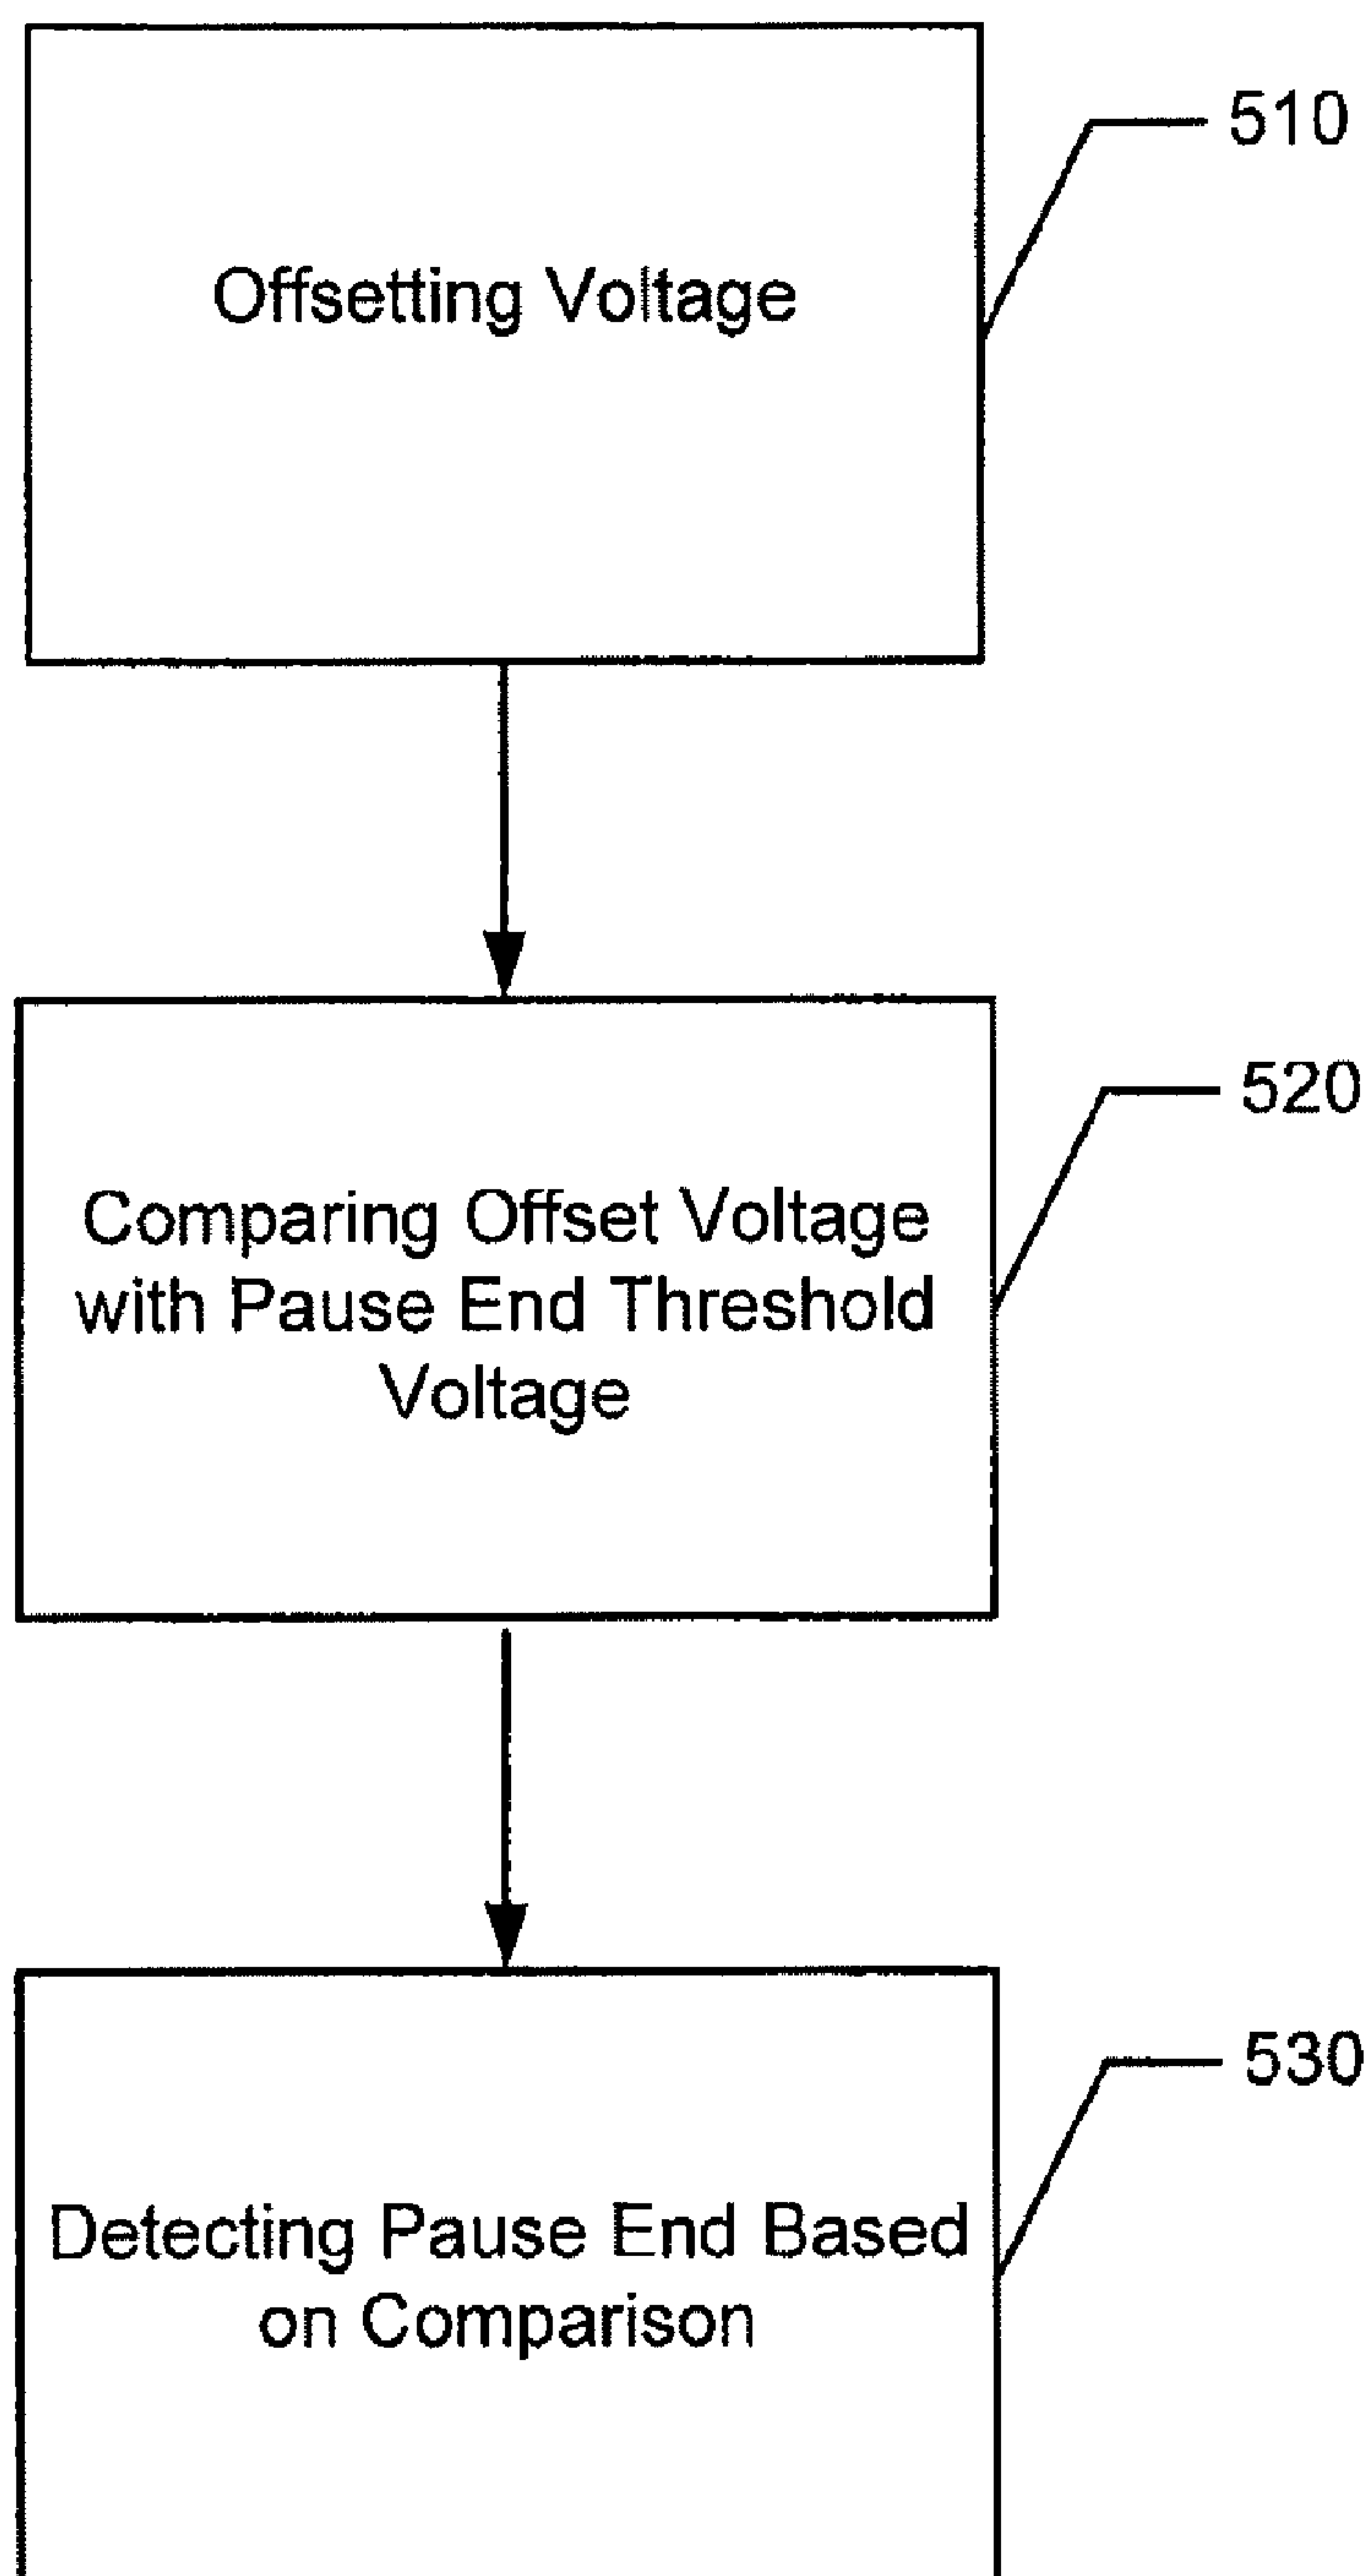 510
Offsetting Voltage
520
Comparing Offset Voltage
with Pause End Threshold
Voltage
530
Detecting Pause End Based
on Comparison